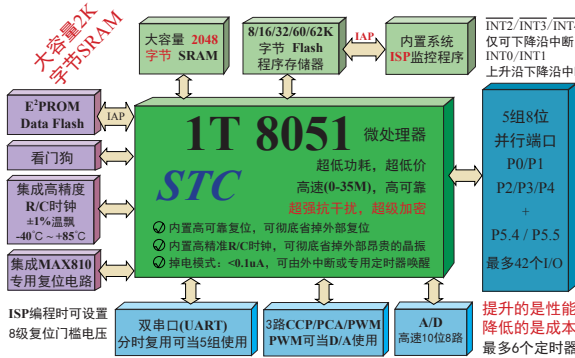 大容量2K
字节SRAM
大容量 2048
字节 SRAM
8/16/32/60/62K
字节 Flash
程序存储器
IAP
内置系统
ISP监控程序
INT2/INT3/INT4
仅可下降沿中断
INT0/INT1
上升沿下降沿中断
E²PROM
Data Flash
IAP
看门狗
集成高精度
R/C时钟
±1%温飘
-40℃ ~ +85℃
集成MAX810
专用复位电路
1T 8051 微处理器
STC
超低功耗，超低价
高速(0-35M)，高可靠
超强抗干扰，超级加密
内置高可靠复位，可彻底省掉外部复位
内置高精准R/C时钟，可彻底省掉外部昂贵的晶振
掉电模式：<0.1uA，可由外中断或专用定时器唤醒
5组8位
并行端口
P0/P1
P2/P3/P4
+
P5.4 / P5.5
最多42个I/O
ISP编程时可设置
8级复位门槛电压
双串口(UART)
分时复用可当5组使用
3路CCP/PCA/PWM
PWM可当D/A使用
A/D
高速10位8路
提升的是性能
降低的是成本
最多6个定时器